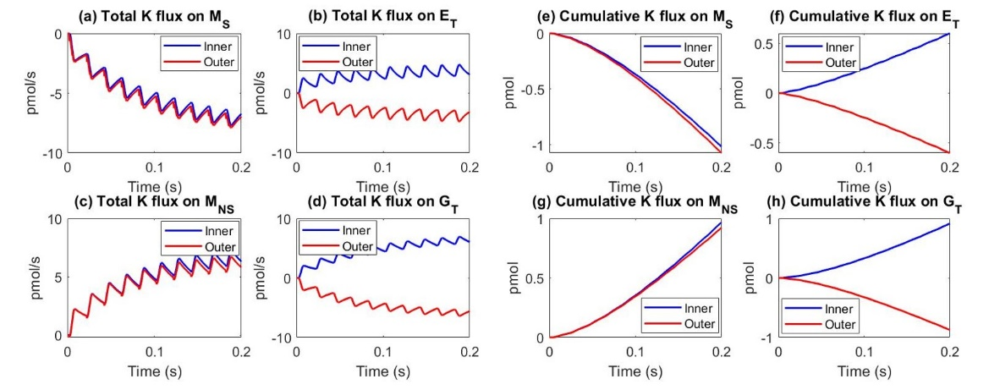 (a) Total K flux on M_S
0
-5
-10
pmol/s
Inner
Outer
0 0.1 0.2
Time (s)
(b) Total K flux on E_T
10
0
-10
pmol/s
Inner
Outer
0 0.1 0.2
Time (s)
(e) Cumulative K flux on M_S
0
-0.5
-1
pmol
Inner
Outer
0 0.1 0.2
Time (s)
(f) Cumulative K flux on E_T
0.5
0
-0.5
pmol
Inner
Outer
0 0.1 0.2
Time (s)
(c) Total K flux on M_NS
10
5
0
pmol/s
Inner
Outer
0 0.1 0.2
Time (s)
(d) Total K flux on G_T
10
0
-10
pmol/s
Inner
Outer
0 0.1 0.2
Time (s)
(g) Cumulative K flux on M_NS
1
0.5
0
pmol
Inner
Outer
0 0.1 0.2
Time (s)
(h) Cumulative K flux on G_T
1
0
-1
pmol
Inner
Outer
0 0.1 0.2
Time (s)